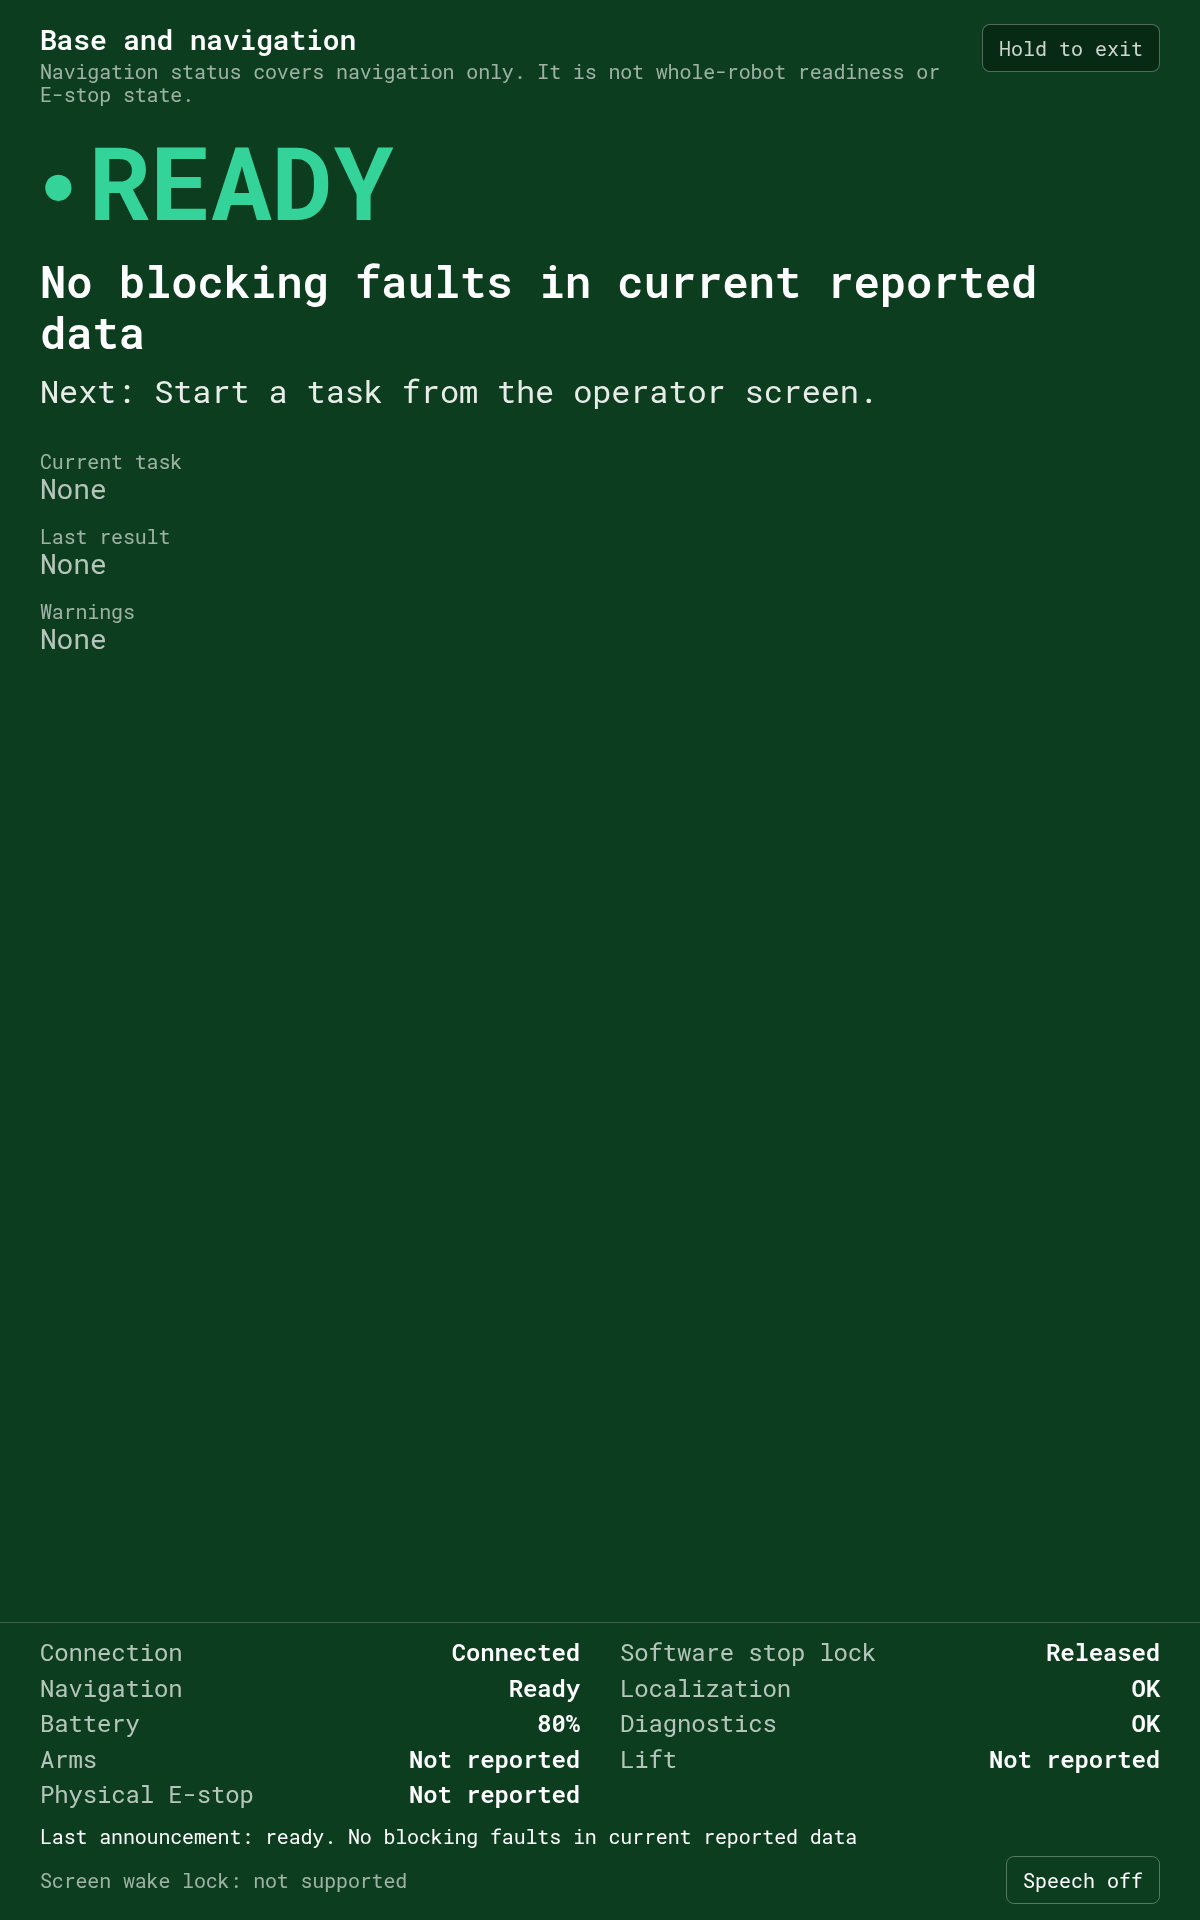 Base and navigation
Hold to exit
Navigation status covers navigation only. It is not whole-robot readiness or
E-stop state.
•READY
No blocking faults in current reported
data
Next: Start a task from the operator screen.
Current task
None
Last result
None
Warnings
None
Connection Connected
Software stop lock Released
Navigation Ready
Localization OK
Battery 80%
Diagnostics OK
Arms Not reported
Lift Not reported
Physical E-stop Not reported
Last announcement: ready. No blocking faults in current reported data
Screen wake lock: not supported
Speech off